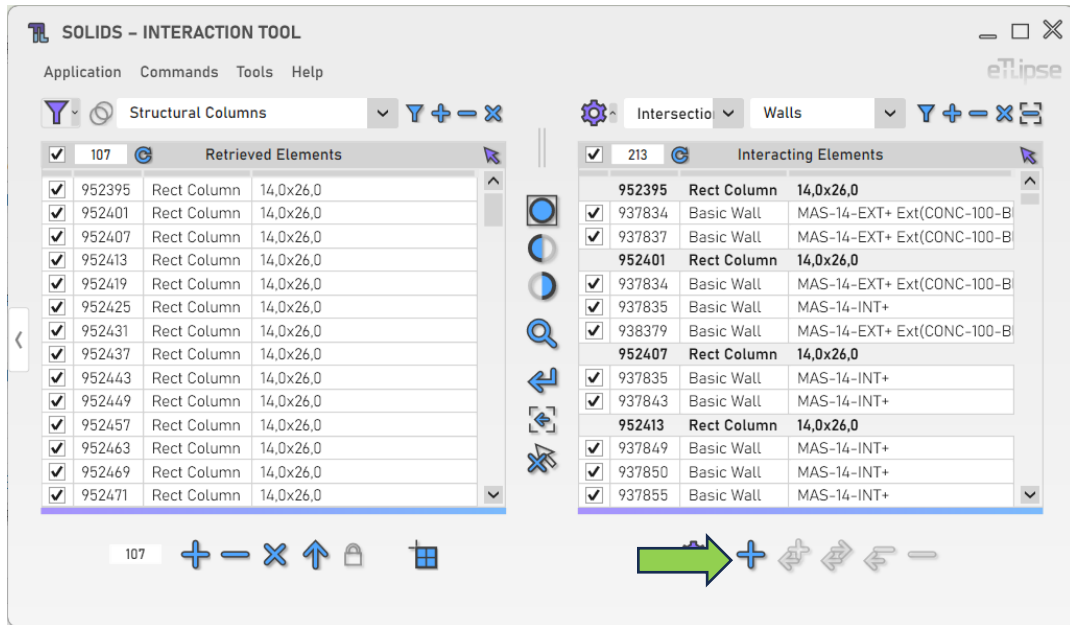 SOLIDS – INTERACTION TOOL
Application Commands Tools Help
eTLipse
Structural Columns
Intersectio Walls
107 Retrieved Elements
952395 Rect Column 14,0x26,0
952401 Rect Column 14,0x26,0
952407 Rect Column 14,0x26,0
952413 Rect Column 14,0x26,0
952419 Rect Column 14,0x26,0
952425 Rect Column 14,0x26,0
952431 Rect Column 14,0x26,0
952437 Rect Column 14,0x26,0
952443 Rect Column 14,0x26,0
952449 Rect Column 14,0x26,0
952457 Rect Column 14,0x26,0
952463 Rect Column 14,0x26,0
952469 Rect Column 14,0x26,0
952471 Rect Column 14,0x26,0
213 Interacting Elements
952395 Rect Column 14,0x26,0
937834 Basic Wall MAS-14-EXT+ Ext(CONC-100-B
937837 Basic Wall MAS-14-EXT+ Ext(CONC-100-B
952401 Rect Column 14,0x26,0
937834 Basic Wall MAS-14-EXT+ Ext(CONC-100-B
937835 Basic Wall MAS-14-INT+
938379 Basic Wall MAS-14-EXT+ Ext(CONC-100-B
952407 Rect Column 14,0x26,0
937835 Basic Wall MAS-14-INT+
937843 Basic Wall MAS-14-INT+
952413 Rect Column 14,0x26,0
937849 Basic Wall MAS-14-INT+
937850 Basic Wall MAS-14-INT+
937855 Basic Wall MAS-14-INT+
107